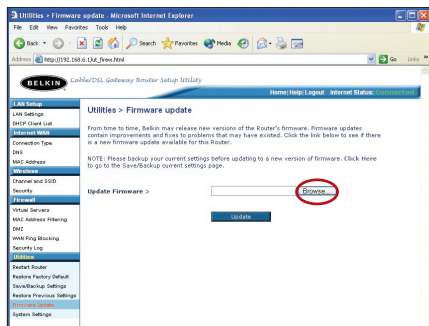 Utilities > Firmware update - Microsoft Internet Explorer
File Edit View Favorites Tools Help
Back Search Favorites Media
Address http://192.168.6.1/ut_firew.html Go Links
BELKIN Cable/DSL Gateway Router Setup Utility
Home|Help|Logout Internet Status: Connected
LAN Setup
LAN Settings
DHCP Client List
Internet WAN
Connection Type
DNS
MAC Address
Wireless
Channel and SSID
Security
Firewall
Virtual Servers
MAC Address Filtering
DMZ
WAN Ping Blocking
Security Log
Utilities
Restart Router
Restore Factory Default
Save/Backup Settings
Restore Previous Settings
Firmware Update
System Settings
Utilities > Firmware update
From time to time, Belkin may release new versions of the Router's firmware. Firmware updates
contain improvements and fixes to problems that may have existed. Click the link below to see if there
is a new firmware update available for this Router.
NOTE: Please backup your current settings before updating to a new version of firmware. Click Here
to go to the Save/Backup current settings page.
Update Firmware > Browse...
Update